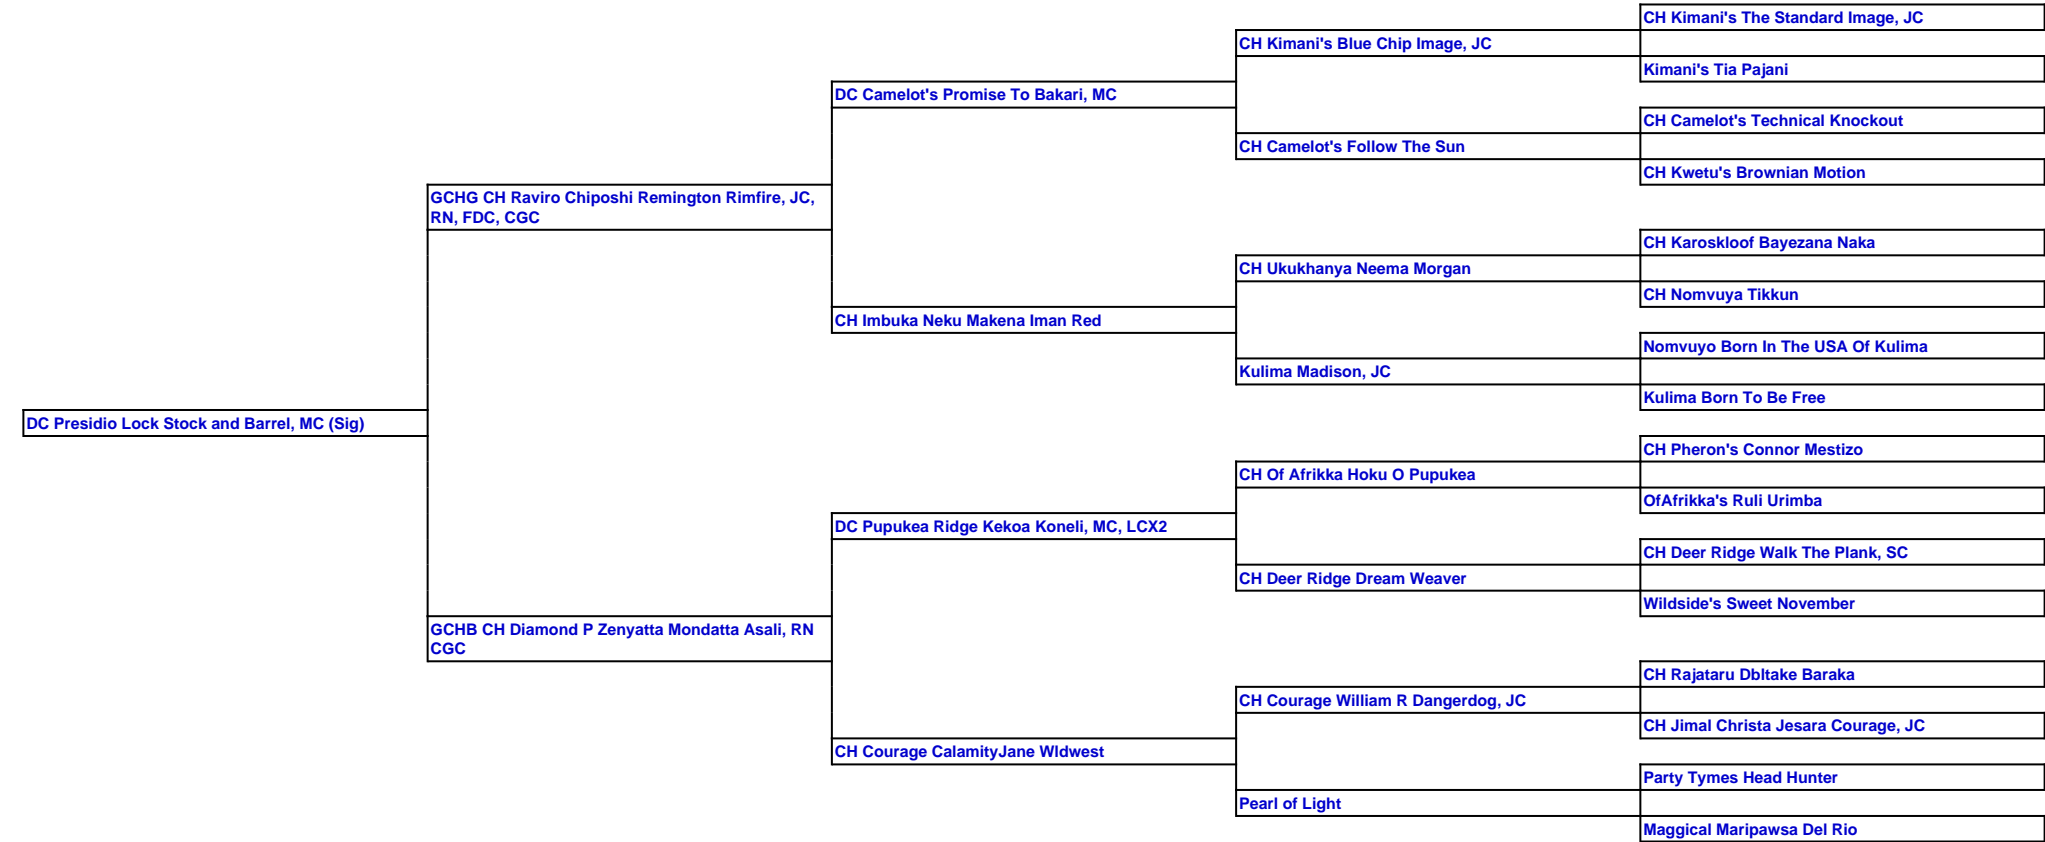 CH Kimani's The Standard Image, JC
CH Kimani's Blue Chip Image, JC
Kimani's Tia Pajani
DC Camelot's Promise To Bakari, MC
CH Camelot's Technical Knockout
CH Camelot's Follow The Sun
CH Kwetu's Brownian Motion
GCHG CH Raviro Chiposhi Remington Rimfire, JC,
RN, FDC, CGC
CH Karoskloof Bayezana Naka
CH Ukukhanya Neema Morgan
CH Nomvuya Tikkun
CH Imbuka Neku Makena Iman Red
Nomvuyo Born In The USA Of Kulima
Kulima Madison, JC
Kulima Born To Be Free
DC Presidio Lock Stock and Barrel, MC (Sig)
CH Pheron's Connor Mestizo
CH Of Afrikka Hoku O Pupukea
OfAfrikka's Ruli Urimba
DC Pupukea Ridge Kekoa Koneli, MC, LCX2
CH Deer Ridge Walk The Plank, SC
CH Deer Ridge Dream Weaver
Wildside's Sweet November
GCHB CH Diamond P Zenyatta Mondatta Asali, RN
CGC
CH Rajataru Dbltake Baraka
CH Courage William R Dangerdog, JC
CH Jimal Christa Jesara Courage, JC
CH Courage CalamityJane Wldwest
Party Tymes Head Hunter
Pearl of Light
Maggical Maripawsa Del Rio